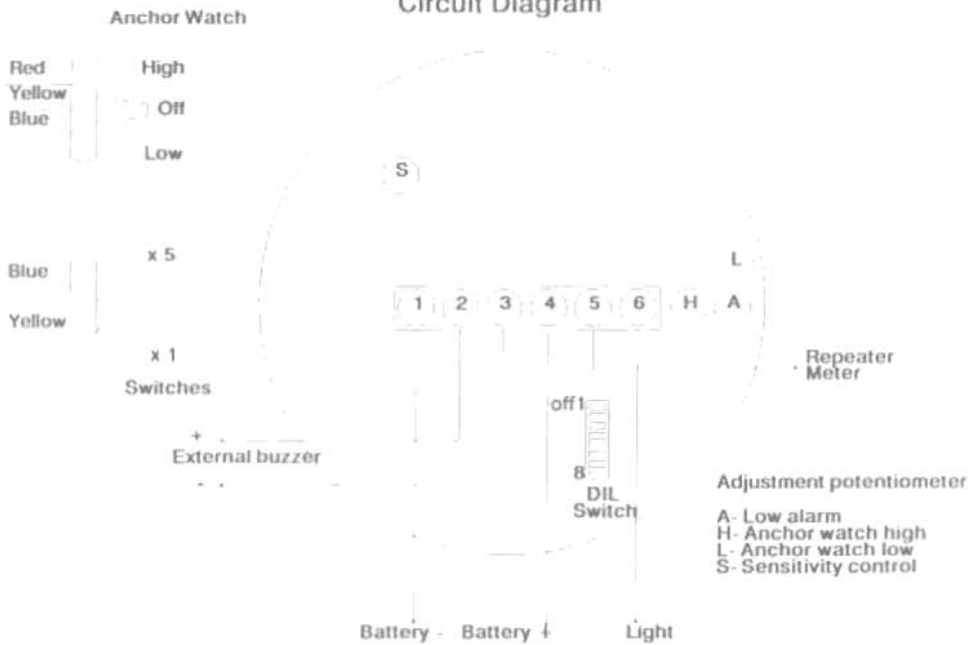 Circuit Diagram
Anchor Watch
Red
High
Yellow
Off
Blue
Low
S
x 5
Blue
L
1 2 3 4 5 6 H A
Yellow
x 1
Repeater
Meter
Switches
off 1
+
External buzzer
-
8
DIL
Switch
Adjustment potentiometer
A- Low alarm
H- Anchor watch high
L- Anchor watch low
S- Sensitivity control
Battery - Battery + Light